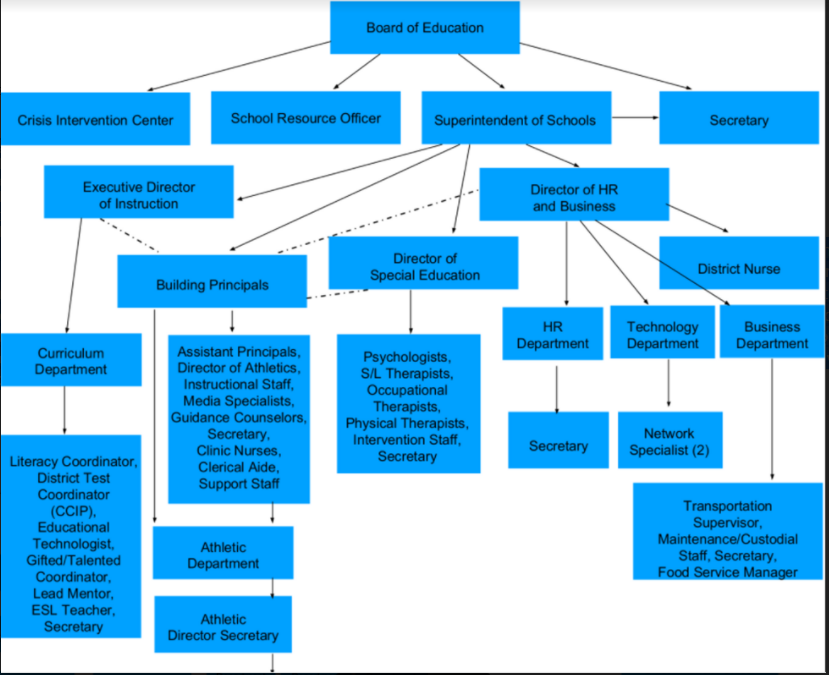 Board of Education
Crisis Intervention Center
School Resource Officer
Superintendent of Schools
Secretary
Executive Director
of Instruction
Director of HR
and Business
Building Principals
Director of
Special Education
District Nurse
Curriculum
Department
Assistant Principals,
Director of Athletics,
Instructional Staff,
Media Specialists,
Guidance Counselors,
Secretary,
Clinic Nurses,
Clerical Aide,
Support Staff
Psychologists,
S/L Therapists,
Occupational
Therapists,
Physical Therapists,
Intervention Staff,
Secretary
HR
Department
Technology
Department
Business
Department
Secretary
Network
Specialist (2)
Literacy Coordinator,
District Test
Coordinator
(CCIP),
Educational
Technologist,
Gifted/Talented
Coordinator,
Lead Mentor,
ESL Teacher,
Secretary
Transportation
Supervisor,
Maintenance/Custodial
Staff, Secretary,
Food Service Manager
Athletic
Department
Athletic
Director Secretary